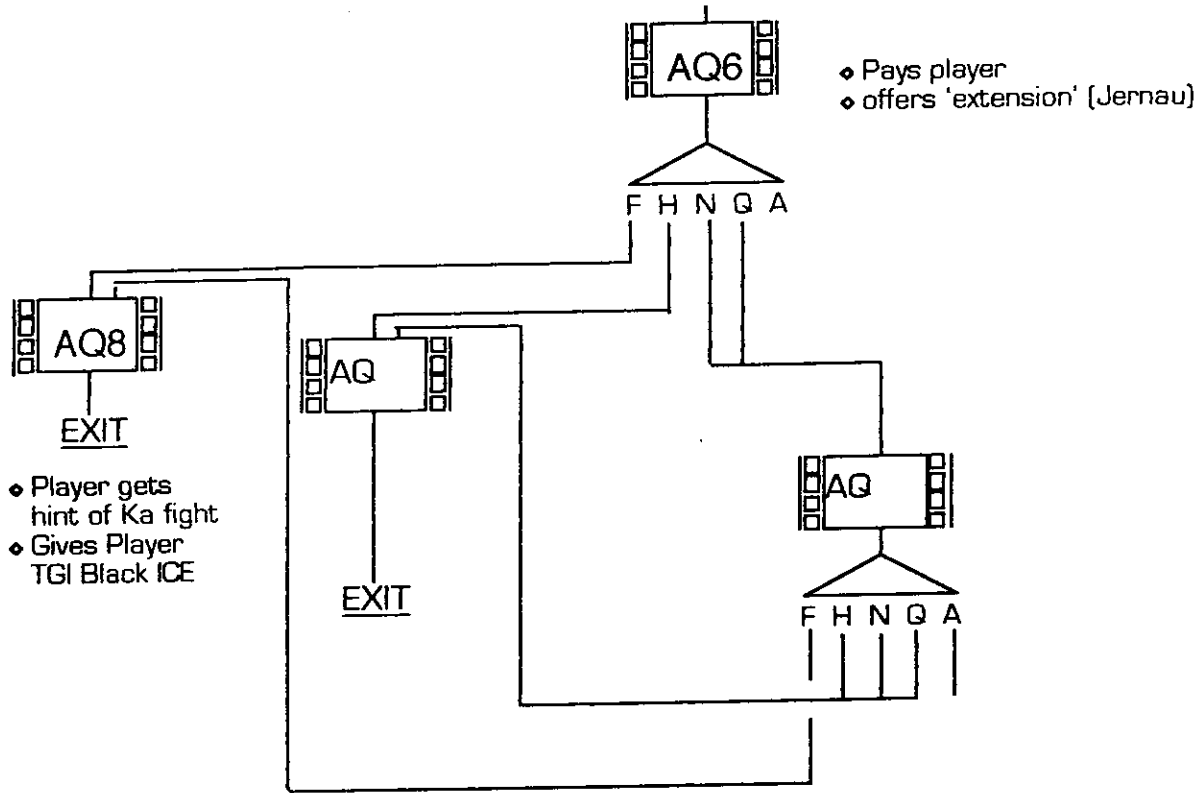 AQ6
◆ Pays player
◆ offers 'extension' (Jernau)
F H N Q A
AQ8
EXIT
◆ Player gets
hint of Ka fight
◆ Gives Player
TGI Black ICE
AQ
EXIT
AQ
F H N Q A